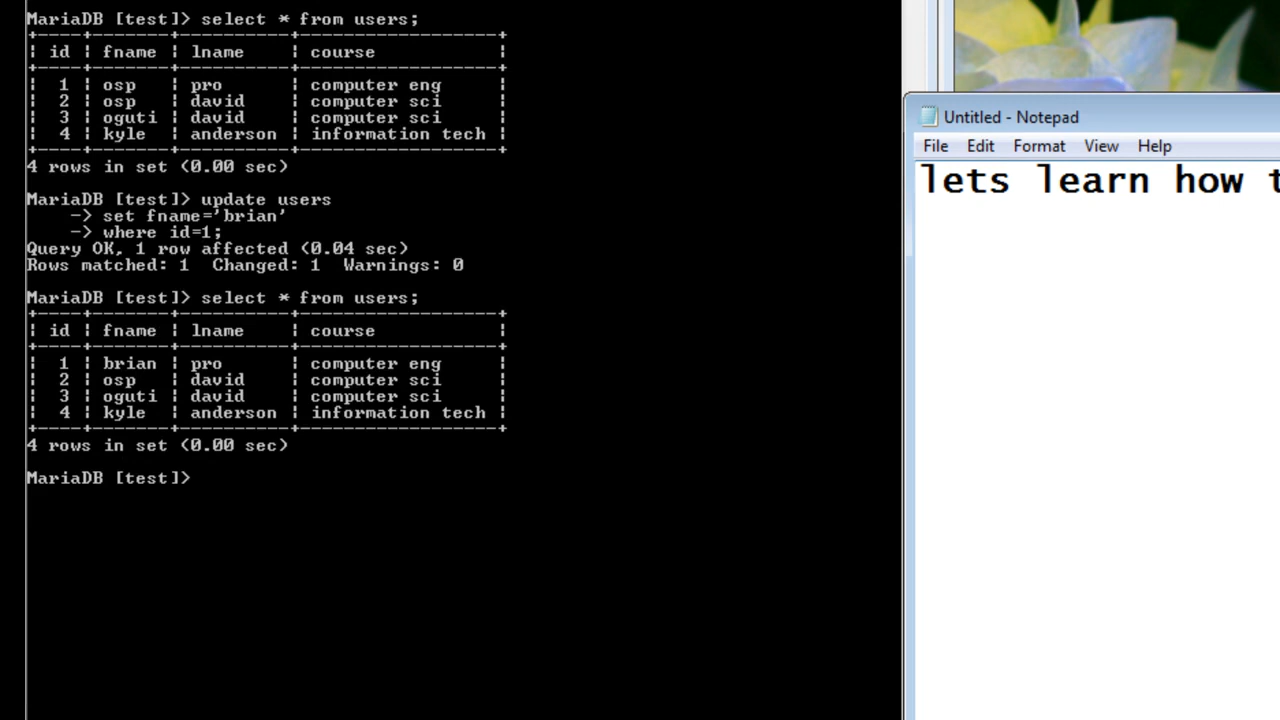 MariaDB [test]> select * from users;
+----+-------+----------+------------------+
| id | fname | lname    | course           |
+----+-------+----------+------------------+
|  1 | osp   | pro      | computer eng     |
|  2 | osp   | david    | computer sci     |
|  3 | oguti | david    | computer sci     |
|  4 | kyle  | anderson | information tech |
+----+-------+----------+------------------+
4 rows in set (0.00 sec)
MariaDB [test]> update users
    -> set fname='brian'
    -> where id=1;
Query OK, 1 row affected (0.04 sec)
Rows matched: 1  Changed: 1  Warnings: 0
MariaDB [test]> select * from users;
+----+-------+----------+------------------+
| id | fname | lname    | course           |
+----+-------+----------+------------------+
|  1 | brian | pro      | computer eng     |
|  2 | osp   | david    | computer sci     |
|  3 | oguti | david    | computer sci     |
|  4 | kyle  | anderson | information tech |
+----+-------+----------+------------------+
4 rows in set (0.00 sec)
MariaDB [test]>
Untitled - Notepad
File Edit Format View Help
lets learn how